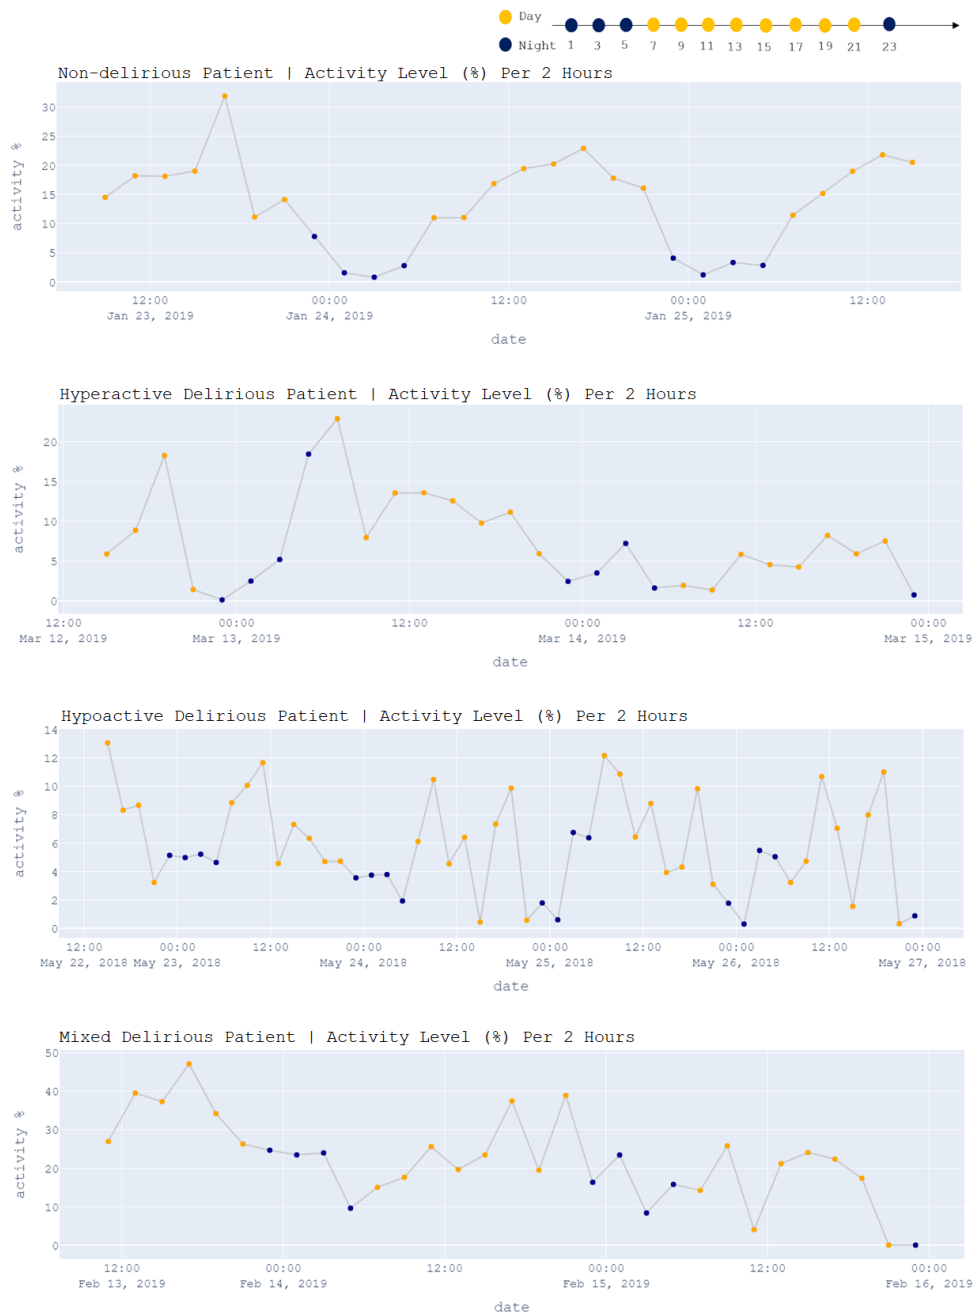 Day
Night 1 3 5 7 9 11 13 15 17 19 21 23
Non-delirious Patient | Activity Level (%) Per 2 Hours
activity %
30
25
20
15
10
5
0
12:00 00:00 12:00 00:00 12:00
Jan 23, 2019 Jan 24, 2019 Jan 25, 2019
date
Hyperactive Delirious Patient | Activity Level (%) Per 2 Hours
activity %
20
15
10
5
0
12:00 00:00 12:00 00:00 12:00 00:00
Mar 12, 2019 Mar 13, 2019 Mar 14, 2019 Mar 15, 2019
date
Hypoactive Delirious Patient | Activity Level (%) Per 2 Hours
activity %
14
12
10
8
6
4
2
0
12:00 00:00 12:00 00:00 12:00 00:00 12:00 00:00 12:00 00:00
May 22, 2018 May 23, 2018 May 24, 2018 May 25, 2018 May 26, 2018 May 27, 2018
date
Mixed Delirious Patient | Activity Level (%) Per 2 Hours
activity %
50
40
30
20
10
0
12:00 00:00 12:00 00:00 12:00 00:00
Feb 13, 2019 Feb 14, 2019 Feb 15, 2019 Feb 16, 2019
date